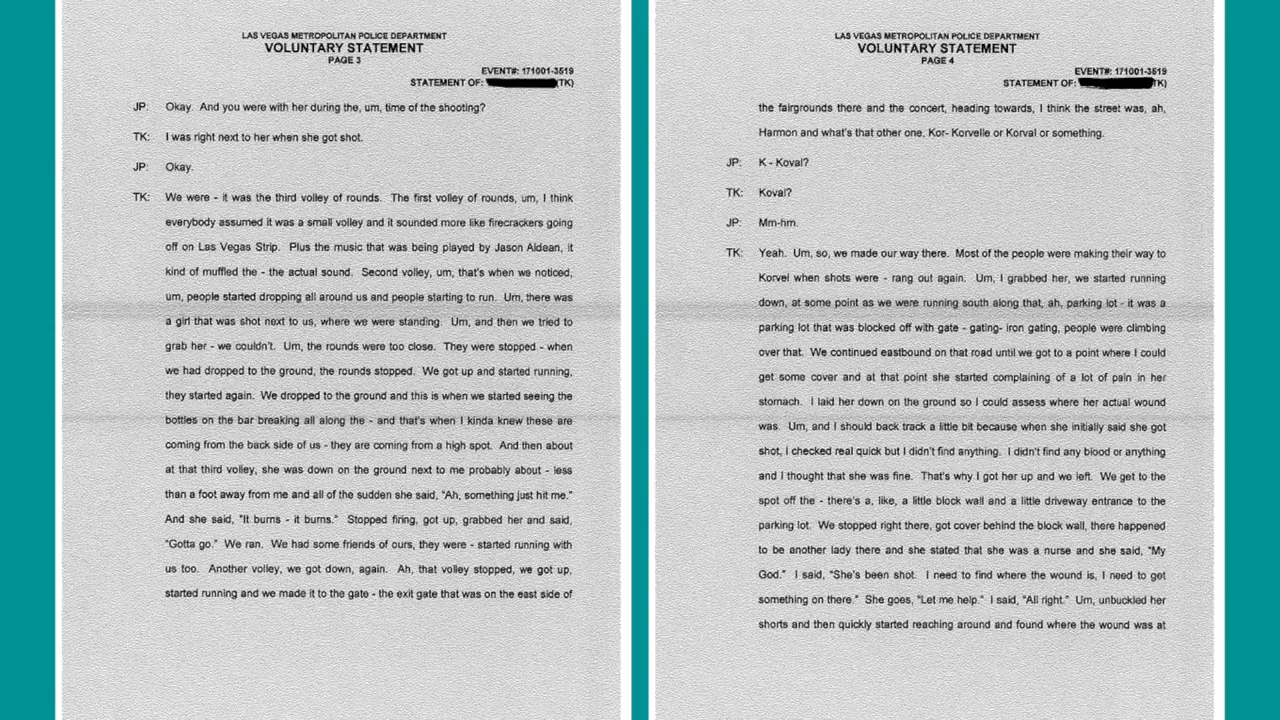 LAS VEGAS METROPOLITAN POLICE DEPARTMENT
VOLUNTARY STATEMENT
PAGE 3
EVENT#: 171001-3519
STATEMENT OF: (TK)
JP: Okay. And you were with her during the, um, time of the shooting?
TK: I was right next to her when she got shot.
JP: Okay.
TK: We were - it was the third volley of rounds. The first volley of rounds, um, I think
everybody assumed it was a small volley and it sounded more like firecrackers going
off on Las Vegas Strip. Plus the music that was being played by Jason Aldean, it
kind of muffled the - the actual sound. Second volley, um, that's when we noticed,
um, people started dropping all around us and people starting to run. Um, there was
a girl that was shot next to us, where we were standing. Um, and then we tried to
grab her - we couldn't. Um, the rounds were too close. They were stopped - when
we had dropped to the ground, the rounds stopped. We got up and started running,
they started again. We dropped to the ground and this is when we started seeing the
bottles on the bar breaking all along the - and that's when I kinda knew these are
coming from the back side of us - they are coming from a high spot. And then about
at that third volley, she was down on the ground next to me probably about - less
than a foot away from me and all of the sudden she said, "Ah, something just hit me."
And she said, "It burns - it burns." Stopped firing, got up, grabbed her and said,
"Gotta go." We ran. We had some friends of ours, they were - started running with
us too. Another volley, we got down, again. Ah, that volley stopped, we got up,
started running and we made it to the gate - the exit gate that was on the east side of
LAS VEGAS METROPOLITAN POLICE DEPARTMENT
VOLUNTARY STATEMENT
PAGE 4
EVENT#: 171001-3519
STATEMENT OF: TK)
the fairgrounds there and the concert, heading towards, I think the street was, ah,
Harmon and what's that other one, Kor- Korvelle or Korval or something.
JP: K - Koval?
TK: Koval?
JP: Mm-hm.
TK: Yeah. Um, so, we made our way there. Most of the people were making their way to
Korvel when shots were - rang out again. Um, I grabbed her, we started running
down, at some point as we were running south along that, ah, parking lot - it was a
parking lot that was blocked off with gate - gating- iron gating, people were climbing
over that. We continued eastbound on that road until we got to a point where I could
get some cover and at that point she started complaining of a lot of pain in her
stomach. I laid her down on the ground so I could assess where her actual wound
was. Um, and I should back track a little bit because when she initially said she got
shot, I checked real quick but I didn't find anything. I didn't find any blood or anything
and I thought that she was fine. That's why I got her up and we left. We get to the
spot off the - there's a, like, a little block wall and a little driveway entrance to the
parking lot. We stopped right there, got cover behind the block wall, there happened
to be another lady there and she stated that she was a nurse and she said, "My
God." I said, "She's been shot. I need to find where the wound is, I need to get
something on there." She goes, "Let me help." I said, "All right." Um, unbuckled her
shorts and then quickly started reaching around and found where the wound was at